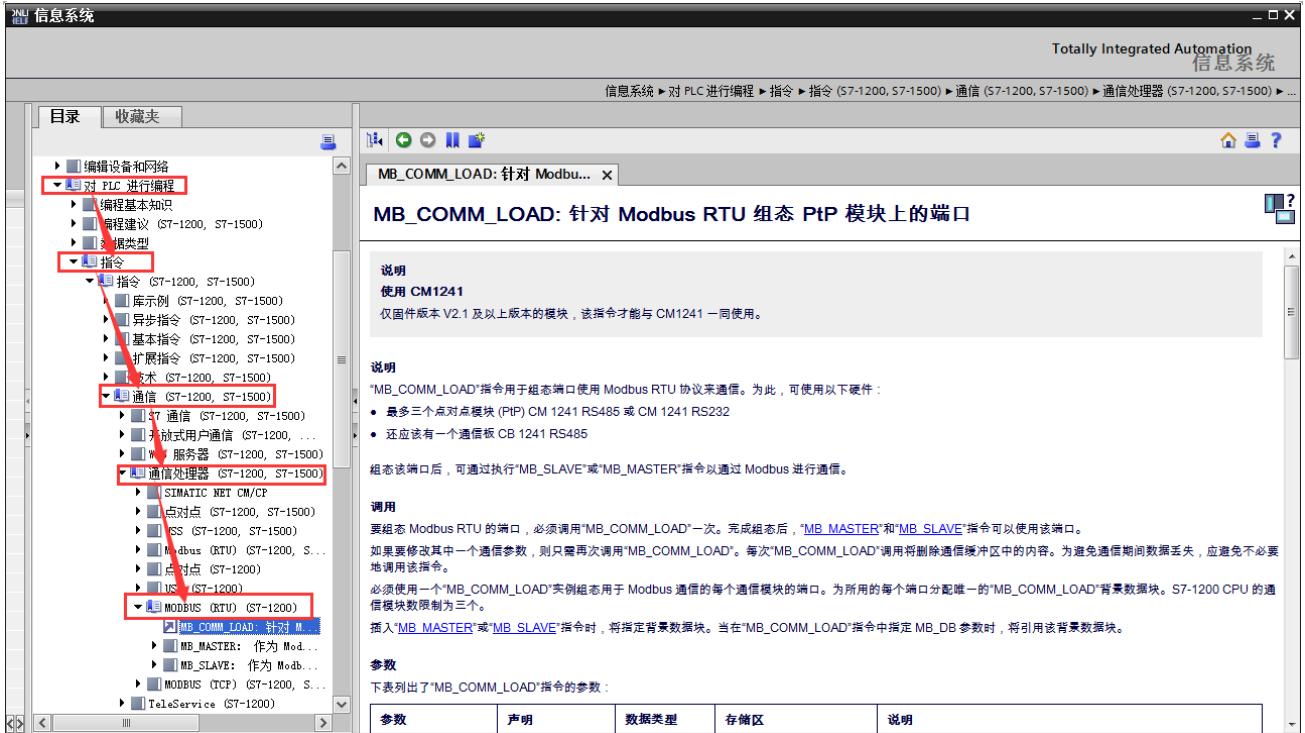 信息系统
Totally Integrated Automation
信息系统
信息系统 ▸ 对 PLC 进行编程 ▸ 指令 ▸ 指令 (S7-1200, S7-1500) ▸ 通信 (S7-1200, S7-1500) ▸ 通信处理器 (S7-1200, S7-1500) ▸ ...
目录
收藏夹
编辑设备和网络
对 PLC 进行编程
编程基本知识
编程建议 (S7-1200, S7-1500)
数据类型
指令
指令 (S7-1200, S7-1500)
库示例 (S7-1200, S7-1500)
异步指令 (S7-1200, S7-1500)
基本指令 (S7-1200, S7-1500)
扩展指令 (S7-1200, S7-1500)
技术 (S7-1200, S7-1500)
通信 (S7-1200, S7-1500)
S7 通信 (S7-1200, S7-1500)
开放式用户通信 (S7-1200, ...
WEB 服务器 (S7-1200, S7-1500)
通信处理器 (S7-1200, S7-1500)
SIMATIC NET CM/CP
点对点 (S7-1200, S7-1500)
USS (S7-1200, S7-1500)
Modbus (RTU) (S7-1200, S...
点对点 (S7-1200)
USS (S7-1200)
MODBUS (RTU) (S7-1200)
MB_COMM_LOAD: 针对 M...
MB_MASTER: 作为 Mod...
MB_SLAVE: 作为 Modb...
MODBUS (TCP) (S7-1200, S...
TeleService (S7-1200)
MB_COMM_LOAD: 针对 Modbu...
MB_COMM_LOAD: 针对 Modbus RTU 组态 PtP 模块上的端口
说明
使用 CM1241
仅固件版本 V2.1 及以上版本的模块，该指令才能与 CM1241 一同使用。
说明
“MB_COMM_LOAD”指令用于组态端口使用 Modbus RTU 协议来通信。为此，可使用以下硬件：
● 最多三个点对点模块 (PtP) CM 1241 RS485 或 CM 1241 RS232
● 还应该有一个通信板 CB 1241 RS485
组态该端口后，可通过执行“MB_SLAVE”或“MB_MASTER”指令以通过 Modbus 进行通信。
调用
要组态 Modbus RTU 的端口，必须调用“MB_COMM_LOAD”一次。完成组态后，“MB_MASTER”和“MB_SLAVE”指令可以使用该端口。
如果要修改其中一个通信参数，则只需再次调用“MB_COMM_LOAD”。每次“MB_COMM_LOAD”调用将删除通信缓冲区中的内容。为避免通信期间数据丢失，应避免不必要
地调用该指令。
必须使用一个“MB_COMM_LOAD”实例组态用于 Modbus 通信的每个通信模块的端口。为所用的每个端口分配唯一的“MB_COMM_LOAD”背景数据块。S7-1200 CPU 的通
信模块数限制为三个。
插入“MB_MASTER”或“MB_SLAVE”指令时，将指定背景数据块。当在“MB_COMM_LOAD”指令中指定 MB_DB 参数时，将引用该背景数据块。
参数
下表列出了“MB_COMM_LOAD”指令的参数：
参数 声明 数据类型 存储区 说明